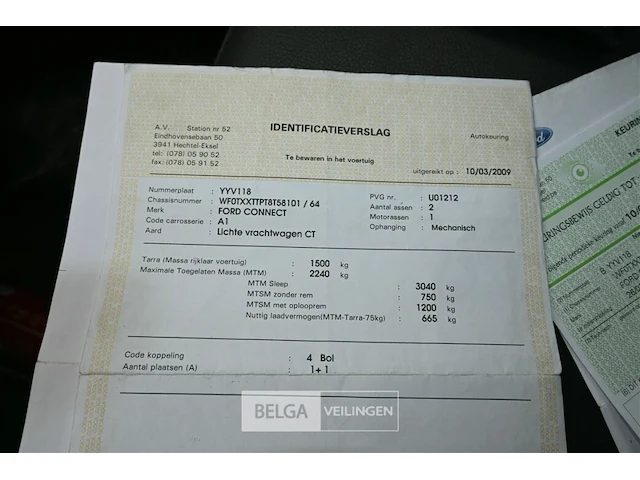 IDENTIFICATIEVERSLAG
A.V. Station nr 52
Eindhovensebaan 50
3941 Hechtel-Eksel
tel: (078) 05 90 52
fax: (078) 05 91 52
Autokeuring
Te bewaren in het voertuig
uitgereikt op : 10/03/2009
Nummerplaat : YYV118
Chassisnummer : WF0TXXTTPT8T58101 / 64
Merk : FORD CONNECT
Code carrosserie : A1
Aard : Lichte vrachtwagen CT
PVG nr. : U01212
Aantal assen : 2
Motorassen : 1
Ophanging : Mechanisch
Tarra (Massa rijklaar voertuig) : 1500 kg
Maximale Toegelaten Massa (MTM) : 2240 kg
MTM Sleep : 3040 kg
MTSM zonder rem : 750 kg
MTSM met oplooprem : 1200 kg
Nuttig laadvermogen(MTM-Tarra-75kg) : 665 kg
Code koppeling : 4 Bol
Aantal plaatsen (A) : 1+1
BELGA VEILINGEN
KEURING
URINGSBEWIJS GELDIG TOT
YYV118